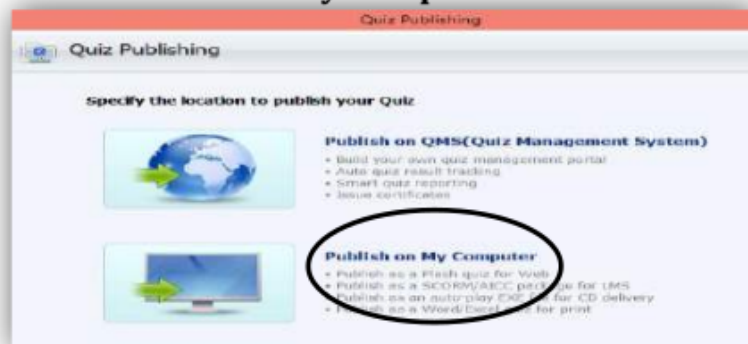 Quiz Publishing
Quiz Publishing
Specify the location to publish your Quiz
Publish on QMS(Quiz Management System)
• Build your own quiz management portal
• Auto quiz result tracking
• Smart quiz reporting
• Issue certificates
Publish on My Computer
• Publish as a Flash quiz for Web
• Publish as a SCORM/AICC package for LMS
• Publish as an auto-play EXE file for CD delivery
• Publish as a Word/Excel file for print